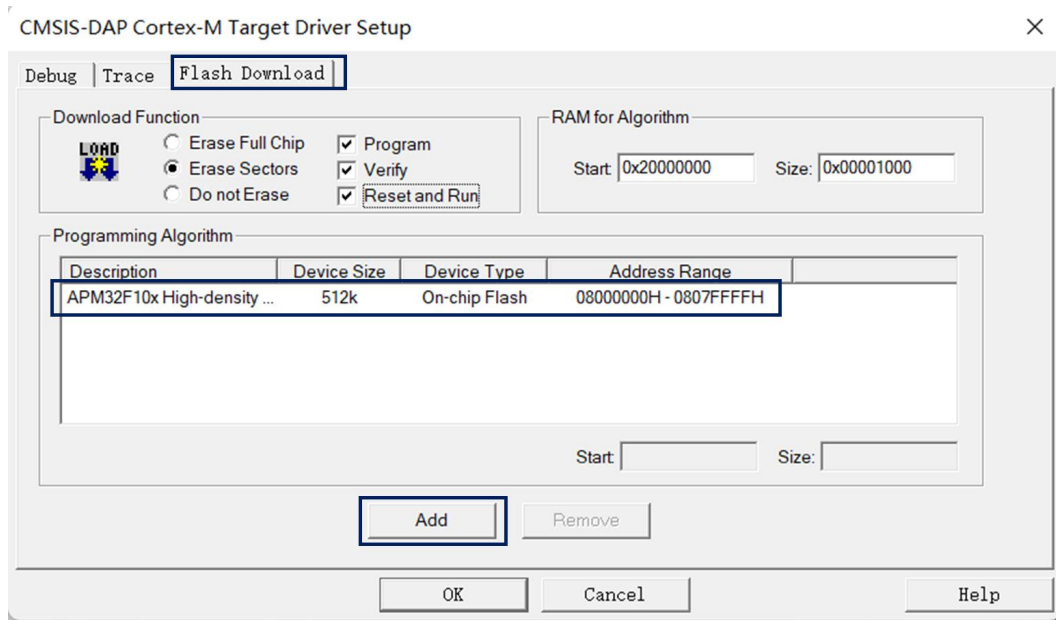 CMSIS-DAP Cortex-M Target Driver Setup
Debug Trace Flash Download
Download Function
LOAD
Erase Full Chip
Erase Sectors
Do not Erase
Program
Verify
Reset and Run
RAM for Algorithm
Start: 0x20000000 Size: 0x00001000
Programming Algorithm
Description Device Size Device Type Address Range
APM32F10x High-density ... 512k On-chip Flash 08000000H - 0807FFFFH
Start: Size:
Add Remove
OK Cancel Help